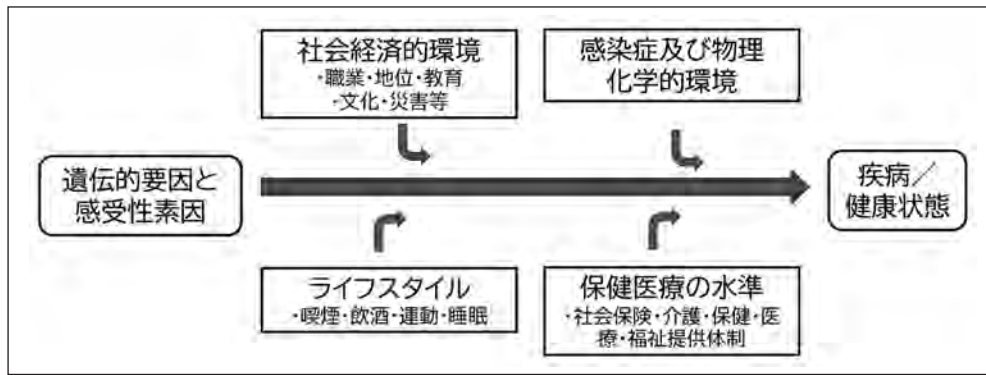 社会経済的環境
・職業・地位・教育
・文化・災害等
感染症及び物理
化学的環境
遺伝的要因と
感受性素因
疾病／
健康状態
ライフスタイル
・喫煙・飲酒・運動・睡眠
保健医療の水準
・社会保険・介護・保健・医
療・福祉提供体制